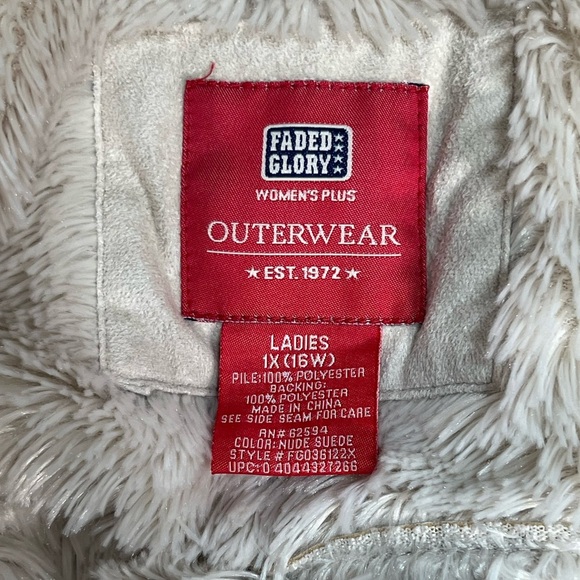 FADED
GLORY
WOMEN'S PLUS
OUTERWEAR
★ EST. 1972 ★
LADIES
1X (16W)
PILE:100% POLYESTER
BACKING:
100% POLYESTER
MADE IN CHINA
SEE SIDE SEAM FOR CARE
RN# 62594
COLOR: NUDE SUEDE
STYLE # FG036122X
UPC: 0 4044327266